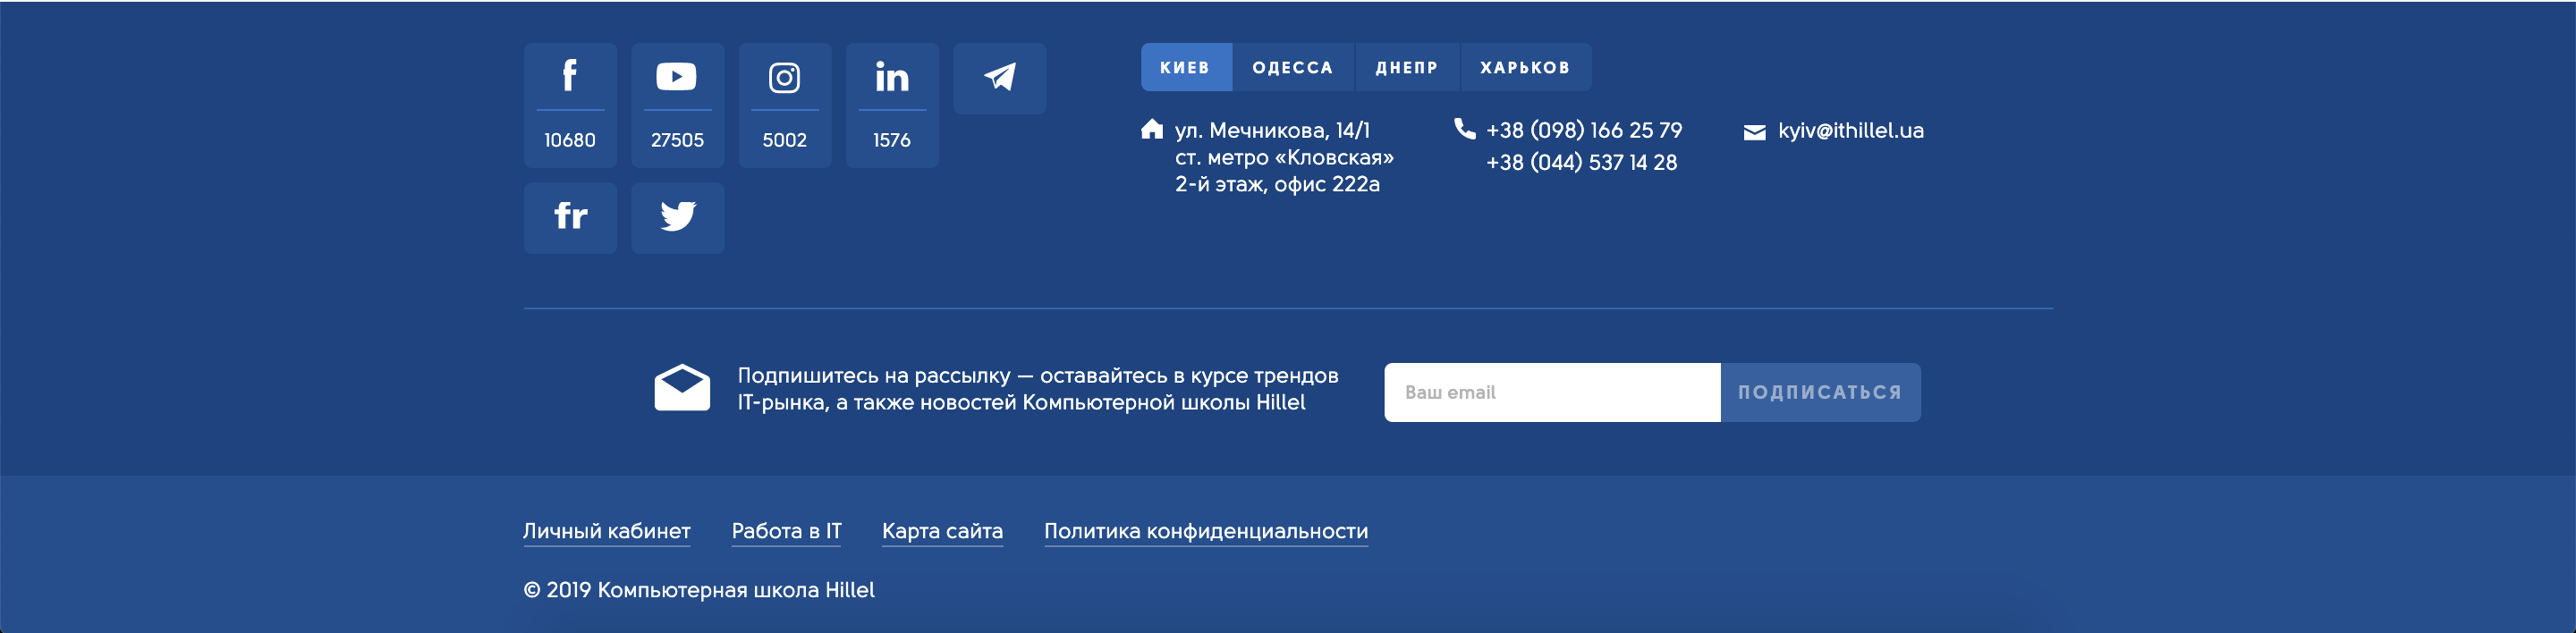 10680
27505
5002
1576
КИЕВ
ОДЕССА
ДНЕПР
ХАРЬКОВ
ул. Мечникова, 14/1
ст. метро «Кловская»
2-й этаж, офис 222а
+38 (098) 166 25 79
+38 (044) 537 14 28
kyiv@ithillel.ua
fr
Подпишитесь на рассылку — оставайтесь в курсе трендов
IT-рынка, а также новостей Компьютерной школы Hillel
Ваш email
ПОДПИСАТЬСЯ
Личный кабинет
Работа в IT
Карта сайта
Политика конфиденциальности
© 2019 Компьютерная школа Hillel